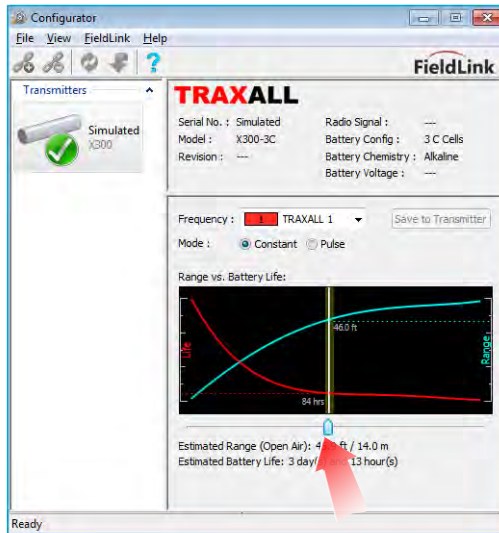 Configurator
File View FieldLink Help
FieldLink
Transmitters
Simulated
X300
TRAXALL
Serial No. : Simulated
Model : X300-3C
Revision : ---
Radio Signal : ---
Battery Config : 3 C Cells
Battery Chemistry : Alkaline
Battery Voltage : ---
Frequency : 1 TRAXALL 1
Save to Transmitter
Mode : Constant Pulse
Range vs. Battery Life:
Life
46.0 ft
84 hrs
Range
Estimated Range (Open Air): ft / 14.0 m
Estimated Battery Life: 3 day and 13 hour(s)
Ready